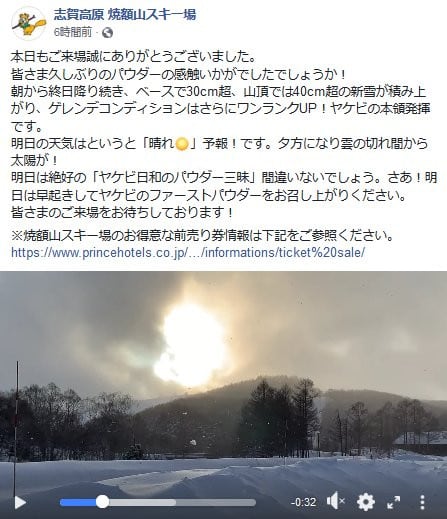 志賀高原 焼額山スキー場
6時間前 ·
本日もご来場誠にありがとうございました。
皆さま久しぶりのパウダーの感触いかがでしたでしょうか！
朝から終日降り続き、ベースで30cm超、山頂では40cm超の新雪が積み上
がり、ゲレンデコンディションはさらにワンランクUP！ヤケビの本領発揮
です。
明日の天気はというと「晴れ🌕」予報！です。夕方になり雲の切れ間から
太陽が！
明日は絶好の「ヤケビ日和のパウダー三昧」間違いないでしょう。さあ！明
日は早起きしてヤケビのファーストパウダーをお召し上がりください。
皆さまのご来場をお待ちしております！
※焼額山スキー場のお得意な前売り券情報は下記をご参照ください。
https://www.princehotels.co.jp/…/informations/ticket%20sale/
-0:32